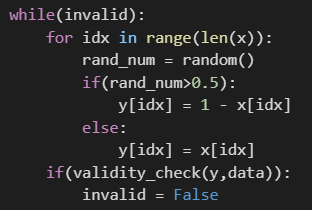 while(invalid):
    for idx in range(len(x)):
        rand_num = random()
        if(rand_num>0.5):
            y[idx] = 1 - x[idx]
        else:
            y[idx] = x[idx]
    if(validity_check(y,data)):
        invalid = False